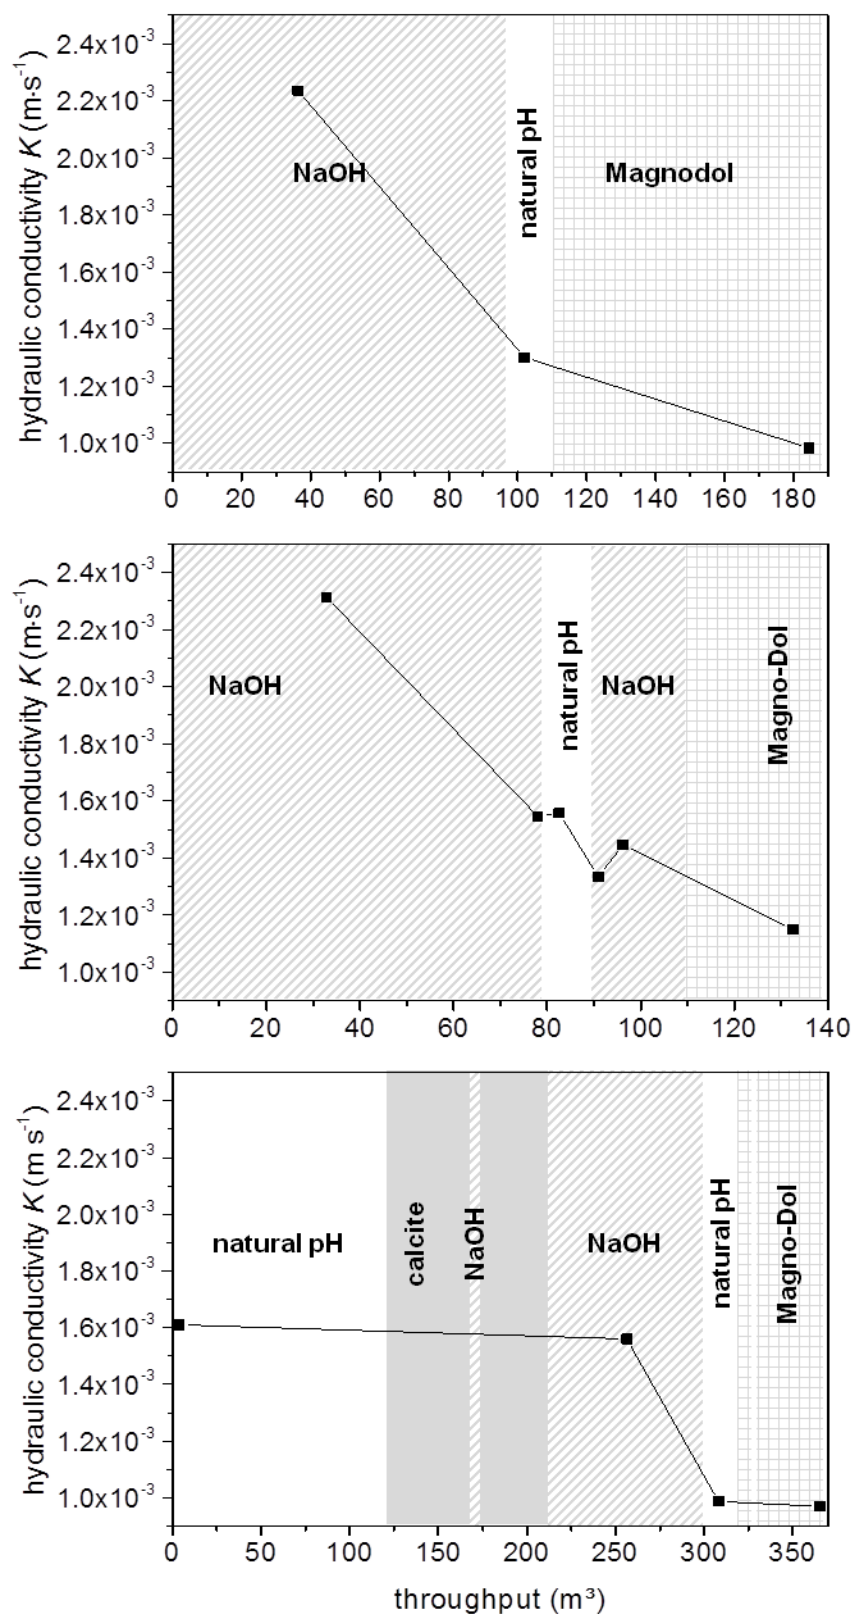 hydraulic conductivity K (m·s⁻¹)
2.4x10⁻³
2.2x10⁻³
2.0x10⁻³
1.8x10⁻³
1.6x10⁻³
1.4x10⁻³
1.2x10⁻³
1.0x10⁻³
NaOH
natural pH
Magnodol
0 20 40 60 80 100 120 140 160 180
hydraulic conductivity K (m·s⁻¹)
2.4x10⁻³
2.2x10⁻³
2.0x10⁻³
1.8x10⁻³
1.6x10⁻³
1.4x10⁻³
1.2x10⁻³
1.0x10⁻³
NaOH
natural pH
NaOH
Magno-Dol
0 20 40 60 80 100 120 140
hydraulic conductivity K (m s⁻¹)
2.4x10⁻³
2.2x10⁻³
2.0x10⁻³
1.8x10⁻³
1.6x10⁻³
1.4x10⁻³
1.2x10⁻³
1.0x10⁻³
natural pH
calcite
NaOH
NaOH
natural pH
Magno-Dol
0 50 100 150 200 250 300 350
throughput (m³)